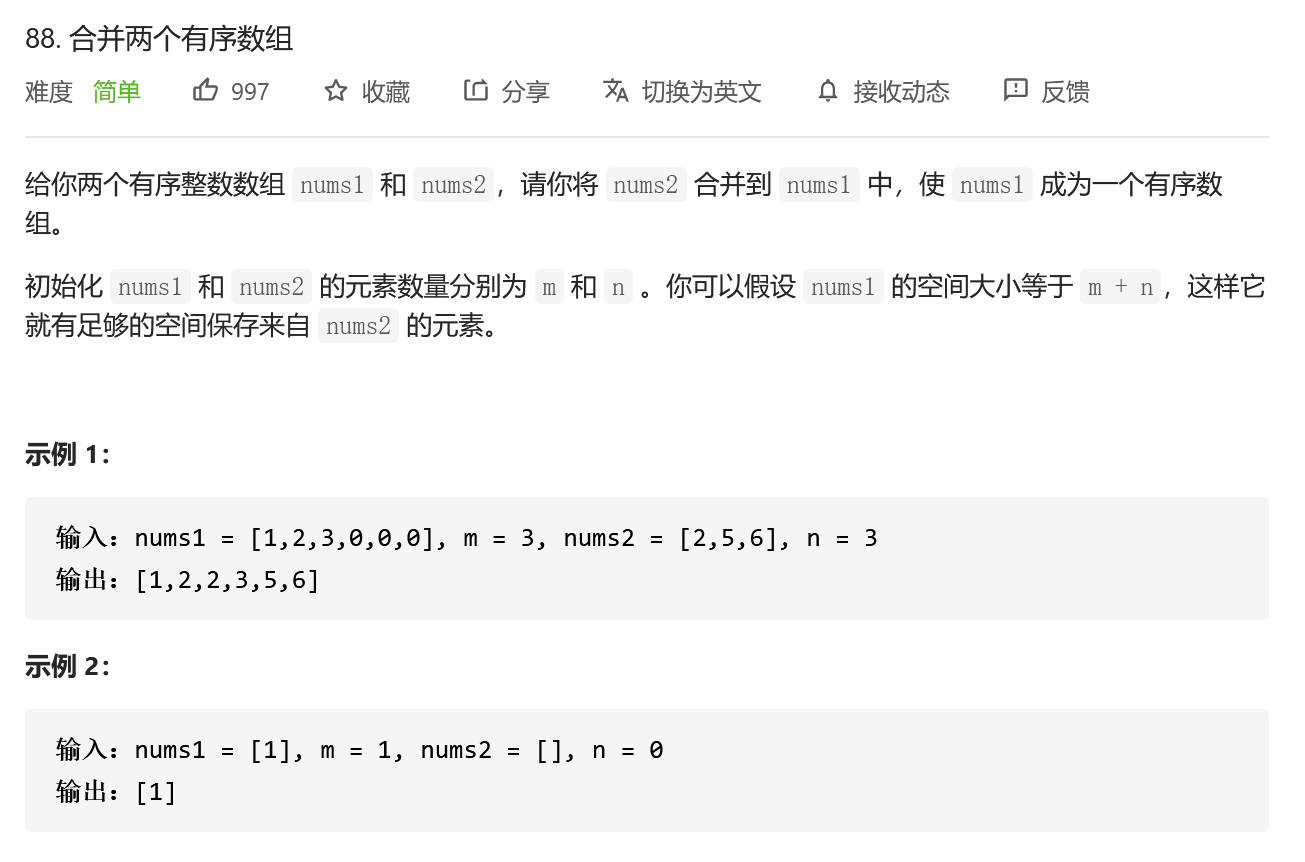 88. 合并两个有序数组
难度 简单 997 收藏 分享 切换为英文 接收动态 反馈
给你两个有序整数数组 nums1 和 nums2，请你将 nums2 合并到 nums1 中，使 nums1 成为一个有序数
组。
初始化 nums1 和 nums2 的元素数量分别为 m 和 n 。你可以假设 nums1 的空间大小等于 m + n，这样它
就有足够的空间保存来自 nums2 的元素。
示例 1：
输入：nums1 = [1,2,3,0,0,0], m = 3, nums2 = [2,5,6], n = 3
输出：[1,2,2,3,5,6]
示例 2：
输入：nums1 = [1], m = 1, nums2 = [], n = 0
输出：[1]